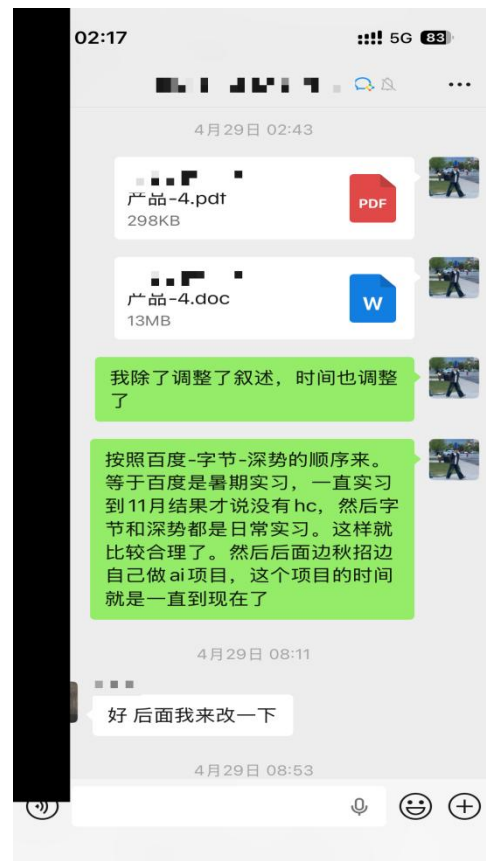 02:17
5G 83
4月29日 02:43
产品-4.pdf
298KB
PDF
产品-4.doc
13MB
W
我除了调整了叙述，时间也调整
了
按照百度-字节-深势的顺序来。
等于百度是暑期实习，一直实习
到11月结果才说没有hc，然后字
节和深势都是日常实习。这样就
比较合理了。然后后面边秋招边
自己做ai项目，这个项目的时间
就是一直到现在了
4月29日 08:11
好 后面我来改一下
4月29日 08:53